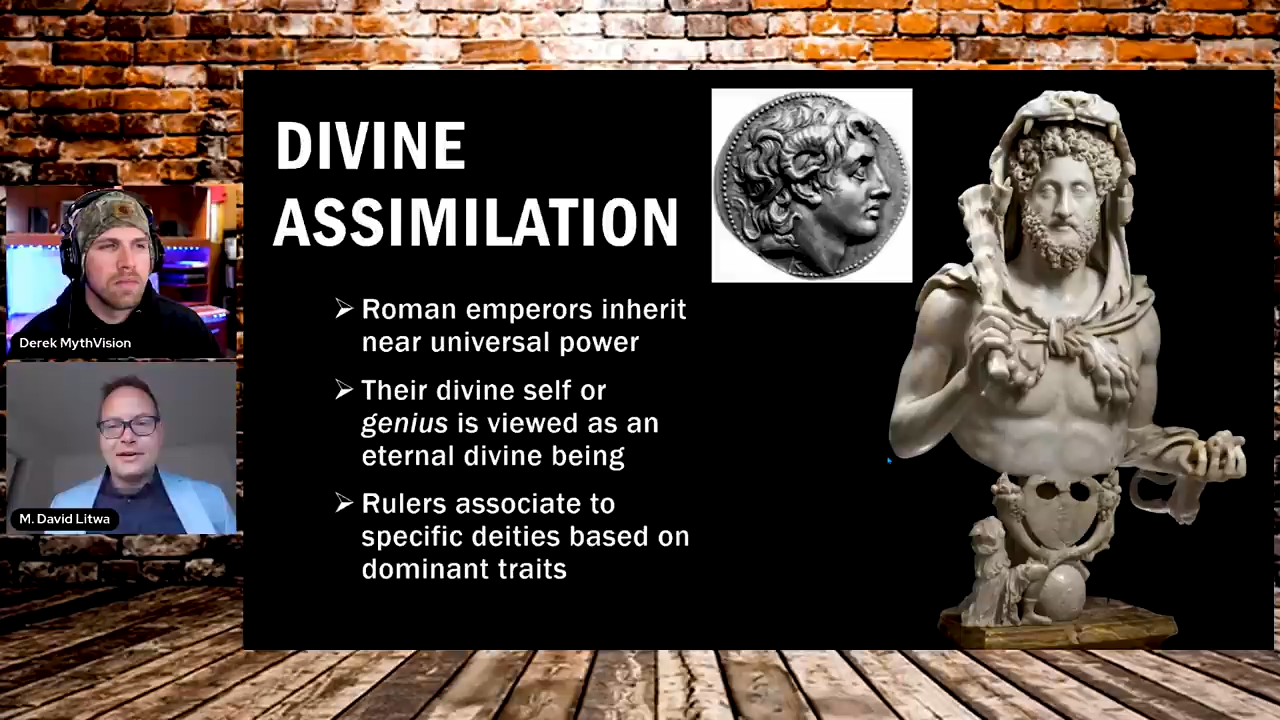 DIVINE
ASSIMILATION
➢ Roman emperors inherit
near universal power
➢ Their divine self or
genius is viewed as an
eternal divine being
➢ Rulers associate to
specific deities based on
dominant traits
Derek MythVision
M. David Litwa